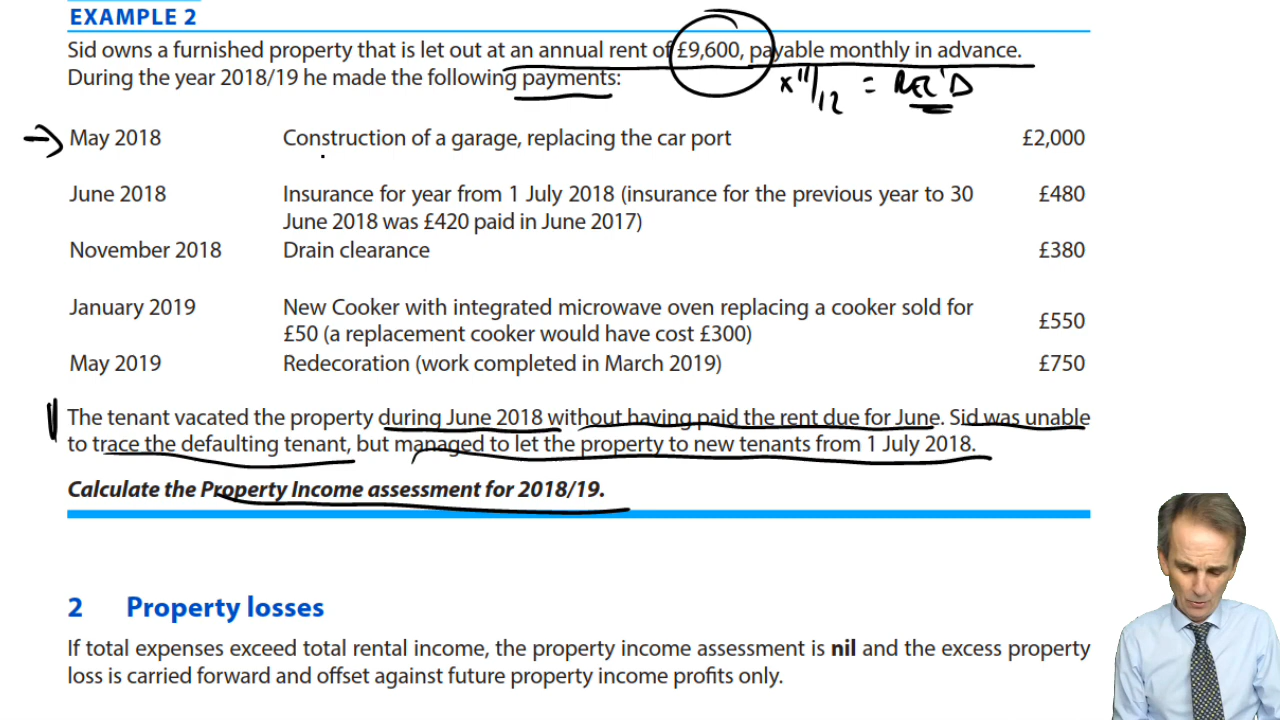 EXAMPLE 2
Sid owns a furnished property that is let out at an annual rent of £9,600, payable monthly in advance.
During the year 2018/19 he made the following payments:
x 11/12 = REC'D
May 2018 Construction of a garage, replacing the car port £2,000
June 2018 Insurance for year from 1 July 2018 (insurance for the previous year to 30 £480
June 2018 was £420 paid in June 2017)
November 2018 Drain clearance £380
January 2019 New Cooker with integrated microwave oven replacing a cooker sold for £550
£50 (a replacement cooker would have cost £300)
May 2019 Redecoration (work completed in March 2019) £750
The tenant vacated the property during June 2018 without having paid the rent due for June. Sid was unable
to trace the defaulting tenant, but managed to let the property to new tenants from 1 July 2018.
Calculate the Property Income assessment for 2018/19.
2 Property losses
If total expenses exceed total rental income, the property income assessment is nil and the excess property
loss is carried forward and offset against future property income profits only.